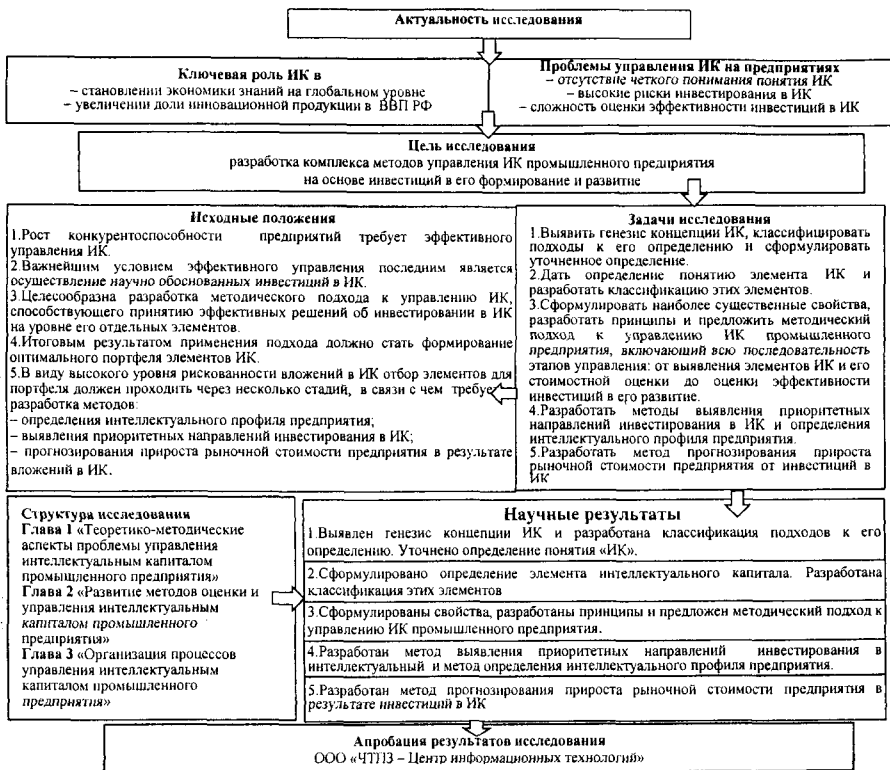 Актуальность исследования
Ключевая роль ИК в
– становлении экономики знаний на глобальном уровне
– увеличении доли инновационной продукции в ВВП РФ
Проблемы управления ИК на предприятиях
– отсутствие четкого понимания понятия ИК
– высокие риски инвестирования в ИК
– сложность оценки эффективности инвестиций в ИК
Цель исследования
разработка комплекса методов управления ИК промышленного предприятия
на основе инвестиций в его формирование и развитие
Исходные положения
1.Рост конкурентоспособности предприятий требует эффективного
управления ИК.
2.Важнейшим условием эффективного управления последним является
осуществление научно обоснованных инвестиций в ИК.
3.Целесообразна разработка методического подхода к управлению ИК,
способствующего принятию эффективных решений об инвестировании в ИК
на уровне его отдельных элементов.
4.Итоговым результатом применения подхода должно стать формирование
оптимального портфеля элементов ИК.
5.В виду высокого уровня рискованности вложений в ИК отбор элементов для
портфеля должен проходить через несколько стадий, в связи с чем требуе
разработка методов:
– определения интеллектуального профиля предприятия;
– выявления приоритетных направлений инвестирования в ИК;
– прогнозирования прироста рыночной стоимости предприятия в результате
вложений в ИК.
Задачи исследования
1.Выявить генезис концепции ИК, классифицировать
подходы к его определению и сформулировать
уточненное определение.
2.Дать определение понятию элемента ИК и
разработать классификацию этих элементов.
3.Сформулировать наиболее существенные свойства,
разработать принципы и предложить методический
подход к управлению ИК промышленного
предприятия, включающий всю последовательность
этапов управления: от выявления элементов ИК и его
стоимостной оценки до оценки эффективности
инвестиций в его развитие.
4.Разработать методы выявления приоритетных
направлений инвестирования в ИК и определения
интеллектуального профиля предприятия.
5.Разработать метод прогнозирования прироста
рыночной стоимости предприятия от инвестиций в
ИК
Структура исследования
Глава 1 «Теоретико-методические
аспекты проблемы управления
интеллектуальным капиталом
промышленного предприятия»
Глава 2 «Развитие методов оценки и
управления интеллектуальным
капиталом промышленного
предприятия»
Глава 3 «Организация процессов
управления интеллектуальным
капиталом промышленного
предприятия»
Научные результаты
1.Выявлен генезис концепции ИК и разработана классификация подходов к его
определению. Уточнено определение понятия «ИК».
2.Сформулировано определение элемента интеллектуального капитала. Разработана
классификация этих элементов
3.Сформулированы свойства, разработаны принципы и предложен методический подход к
управлению ИК промышленного предприятия.
4.Разработан метод выявления приоритетных направлений инвестирования в
интеллектуальный и метод определения интеллектуального профиля предприятия.
5.Разработан метод прогнозирования прироста рыночной стоимости предприятия в
результате инвестиций в ИК
Апробация результатов исследования
ООО «ЧТПЗ – Центр информационных технологий»